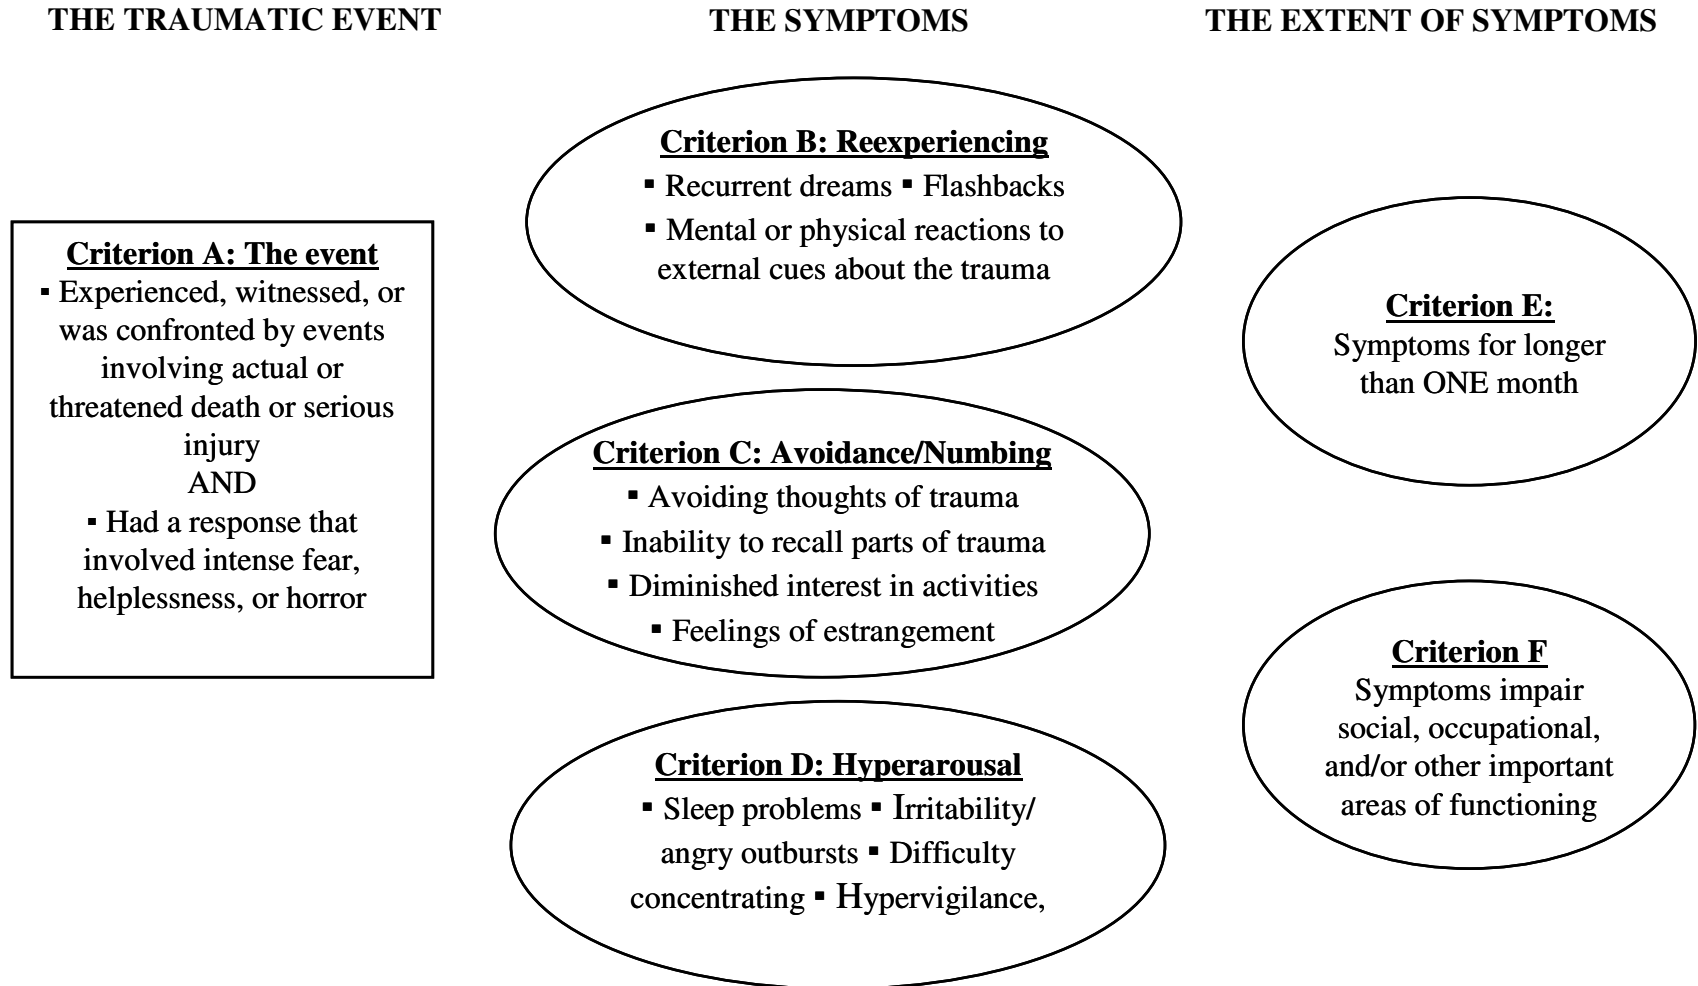 THE TRAUMATIC EVENT
THE SYMPTOMS
THE EXTENT OF SYMPTOMS
Criterion A: The event
▪ Experienced, witnessed, or
was confronted by events
involving actual or
threatened death or serious
injury
AND
▪ Had a response that
involved intense fear,
helplessness, or horror
Criterion B: Reexperiencing
▪ Recurrent dreams ▪ Flashbacks
▪ Mental or physical reactions to
external cues about the trauma
Criterion C: Avoidance/Numbing
▪ Avoiding thoughts of trauma
▪ Inability to recall parts of trauma
▪ Diminished interest in activities
▪ Feelings of estrangement
Criterion D: Hyperarousal
▪ Sleep problems ▪ Irritability/
angry outbursts ▪ Difficulty
concentrating ▪ Hypervigilance,
Criterion E:
Symptoms for longer
than ONE month
Criterion F
Symptoms impair
social, occupational,
and/or other important
areas of functioning